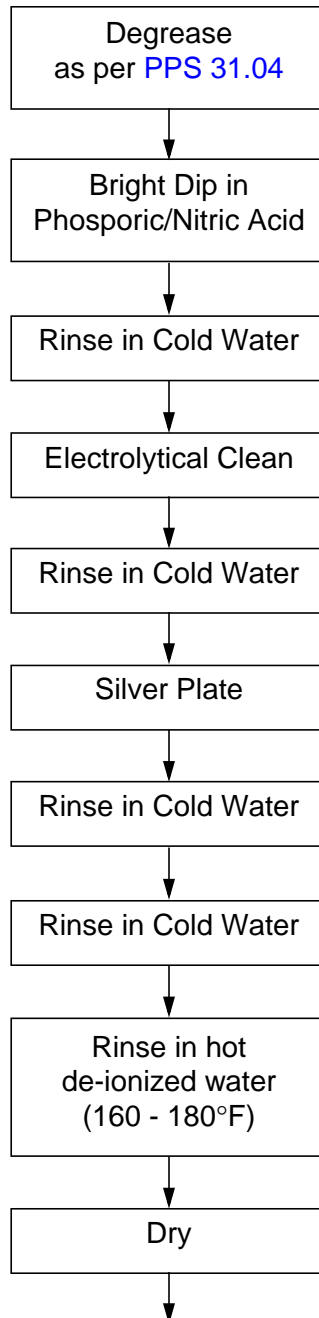 Degrease
as per PPS 31.04
Bright Dip in
Phosporic/Nitric Acid
Rinse in Cold Water
Electrolytical Clean
Rinse in Cold Water
Silver Plate
Rinse in Cold Water
Rinse in Cold Water
Rinse in hot
de-ionized water
(160 - 180°F)
Dry